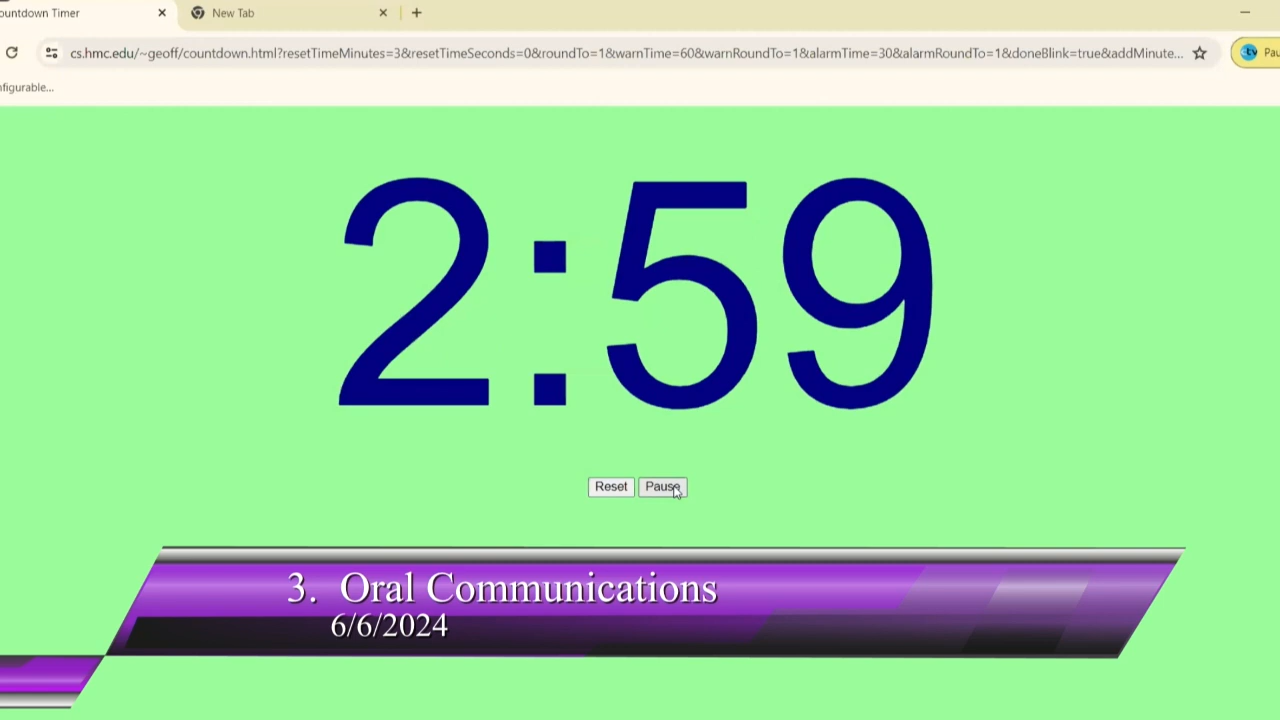 ountdown Timer
New Tab
cs.hmc.edu/~geoff/countdown.html?resetTimeMinutes=3&resetTimeSeconds=0&roundTo=1&warnTime=60&warnRoundTo=1&alarmTime=30&alarmRoundTo=1&doneBlink=true&addMinute...
Pau
nfigurable...
2:59
Reset Pause
3. Oral Communications
6/6/2024